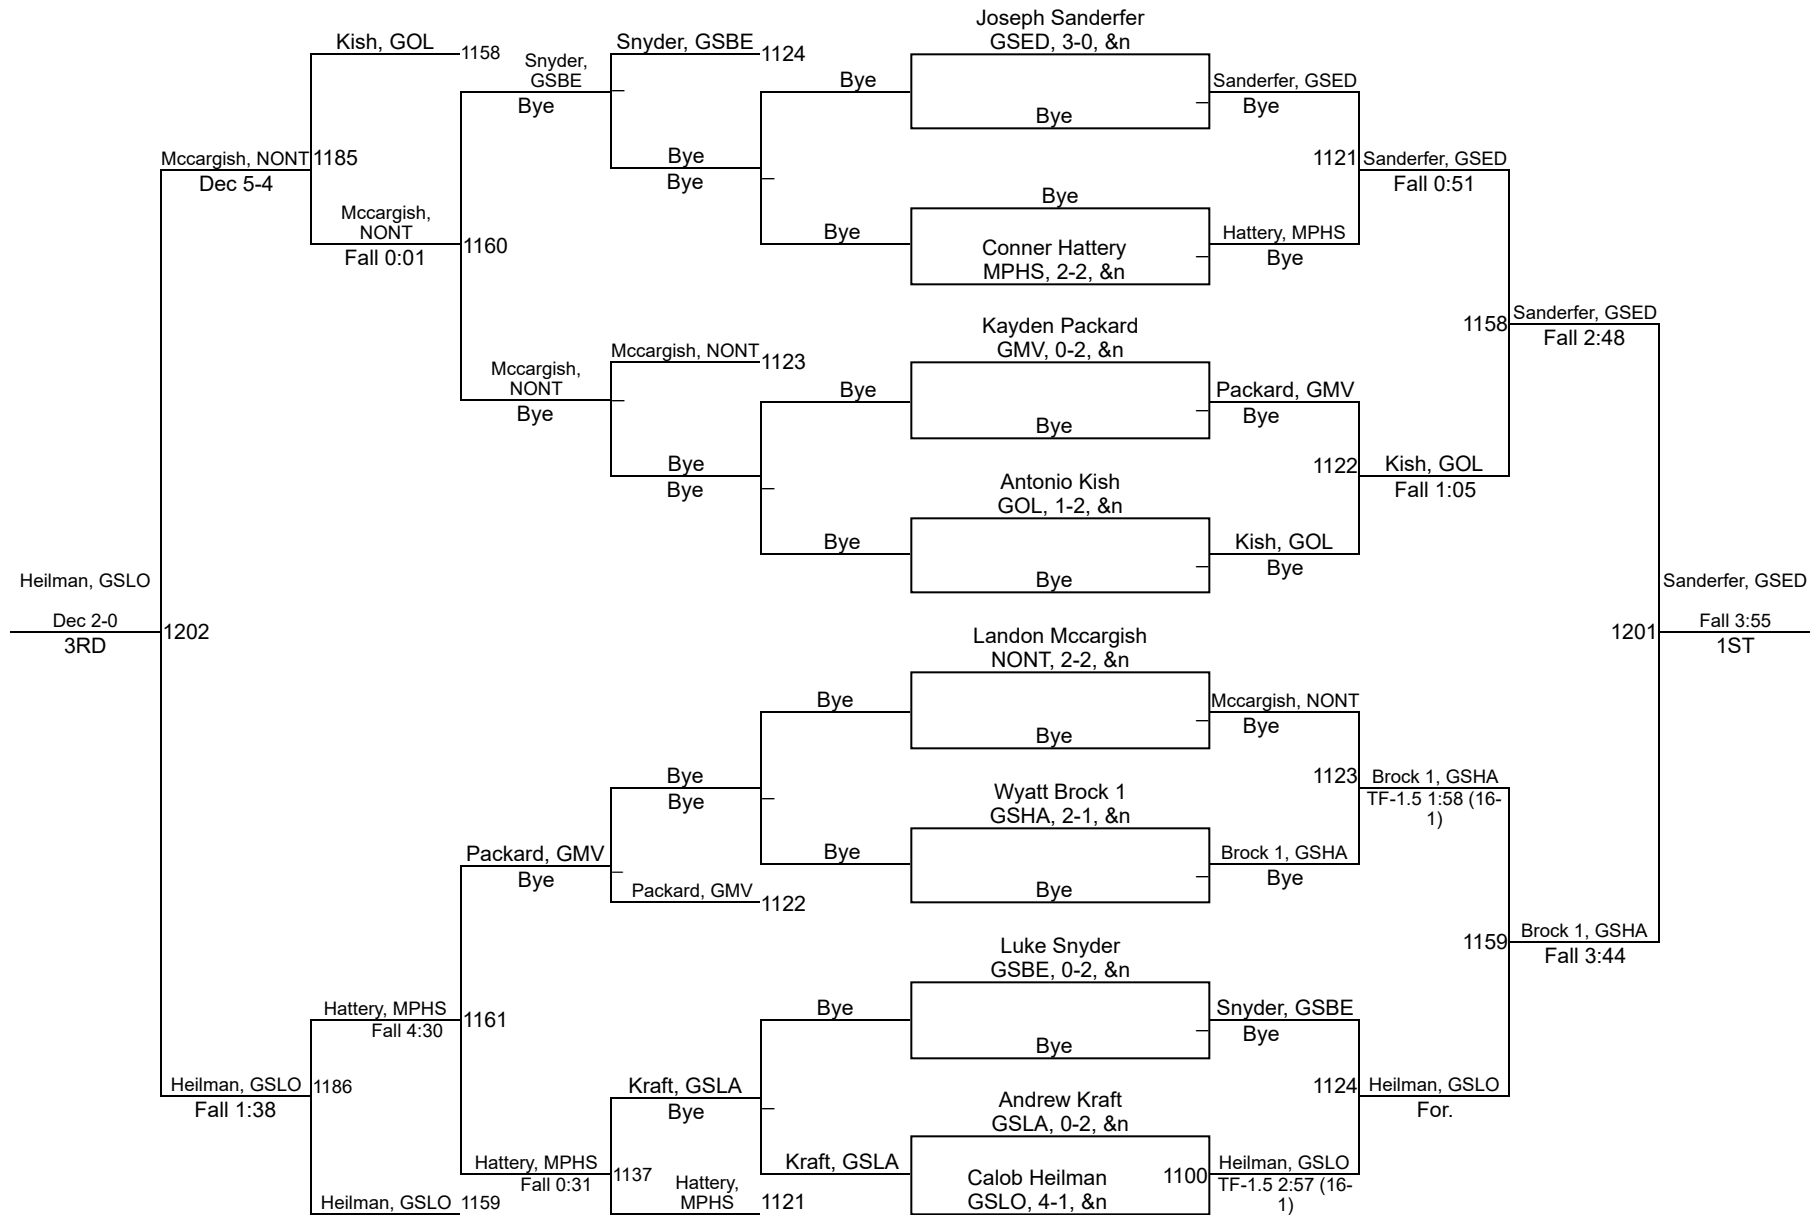 Joseph Sanderfer
GSED, 3-0, &n
Kish, GOL
1158
Snyder,
GSBE
Bye
Snyder, GSBE
1124
Bye
Bye
Sanderfer, GSED
Bye
Mccargish, NONT
Dec 5-4
1185
Bye
Bye
1121
Sanderfer, GSED
Fall 0:51
Mccargish,
NONT
Fall 0:01
1160
Bye
Bye
Conner Hattery
MPHS, 2-2, &n
Hattery, MPHS
Bye
Kayden Packard
GMV, 0-2, &n
1158
Sanderfer, GSED
Fall 2:48
Mccargish, NONT
1123
Mccargish,
NONT
Bye
Bye
Bye
Packard, GMV
Bye
Bye
Bye
Antonio Kish
GOL, 1-2, &n
1122
Kish, GOL
Fall 1:05
Bye
Bye
Kish, GOL
Bye
Heilman, GSLO
Dec 2-0
3RD
1202
Sanderfer, GSED
1201
Fall 3:55
1ST
Landon Mccargish
NONT, 2-2, &n
Bye
Bye
Mccargish, NONT
Bye
Bye
Bye
Wyatt Brock 1
GSHA, 2-1, &n
1123
Brock 1, GSHA
TF-1.5 1:58 (16-
1)
Packard, GMV
Bye
Bye
Bye
Brock 1, GSHA
Bye
Packard, GMV
1122
Luke Snyder
GSBE, 0-2, &n
1159
Brock 1, GSHA
Fall 3:44
Hattery, MPHS
Fall 4:30
1161
Bye
Bye
Snyder, GSBE
Bye
Heilman, GSLO
Fall 1:38
1186
Kraft, GSLA
Bye
Andrew Kraft
GSLA, 0-2, &n
1124
Heilman, GSLO
For.
Hattery, MPHS
Fall 0:31
1137
Kraft, GSLA
Calob Heilman
GSLO, 4-1, &n
1100
Heilman, GSLO
TF-1.5 2:57 (16-
1)
Heilman, GSLO
1159
Hattery,
MPHS
1121